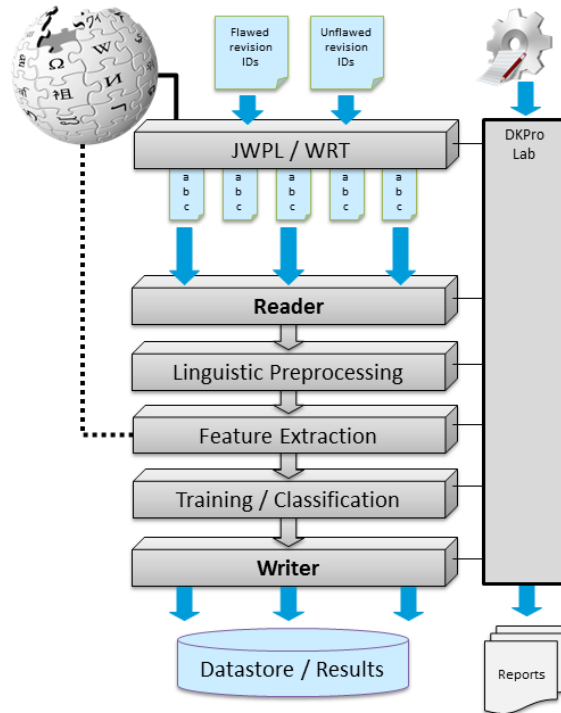 Flawed
revision
IDs
Unflawed
revision
IDs
W
Ω
W
И
JWPL / WRT
DKPro
Lab
a
b
c
a
b
c
a
b
c
a
b
c
a
b
c
Reader
Linguistic Preprocessing
Feature Extraction
Training / Classification
Writer
Datastore / Results
Reports